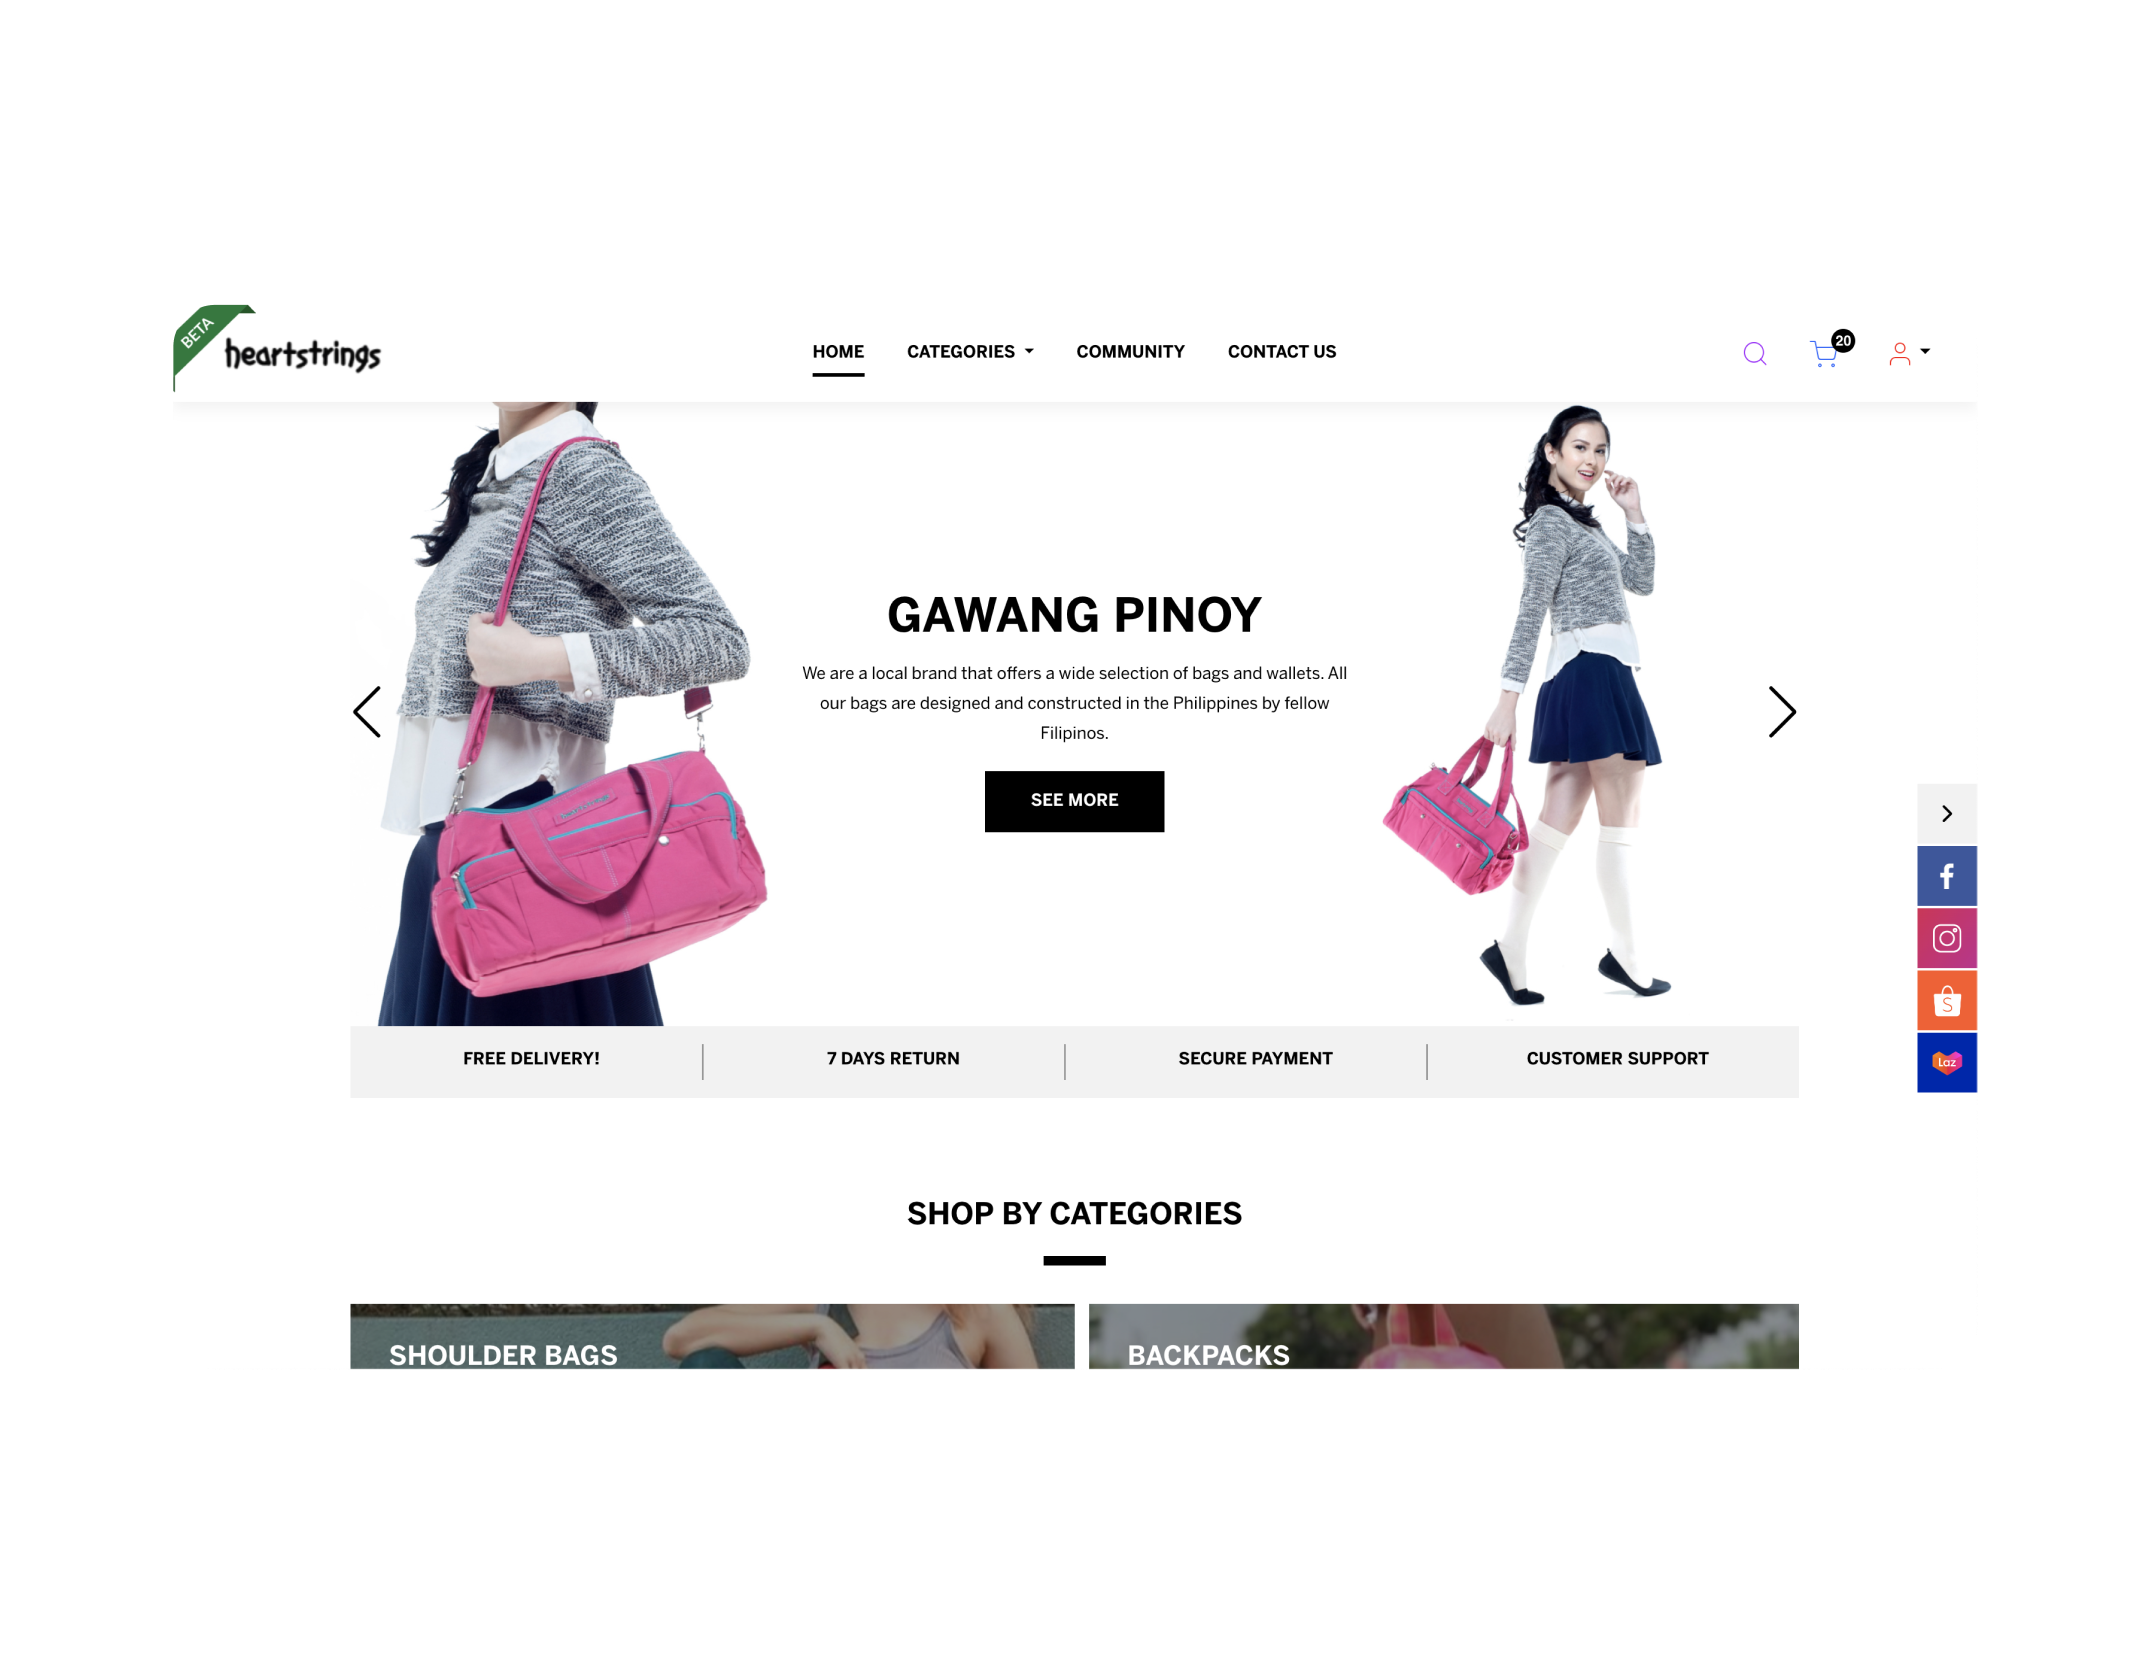 BETA
heartstrings
HOME CATEGORIES COMMUNITY CONTACT US
20
GAWANG PINOY
We are a local brand that offers a wide selection of bags and wallets. All
our bags are designed and constructed in the Philippines by fellow
Filipinos.
SEE MORE
f
S
Laz
FREE DELIVERY! 7 DAYS RETURN SECURE PAYMENT CUSTOMER SUPPORT
SHOP BY CATEGORIES
SHOULDER BAGS BACKPACKS